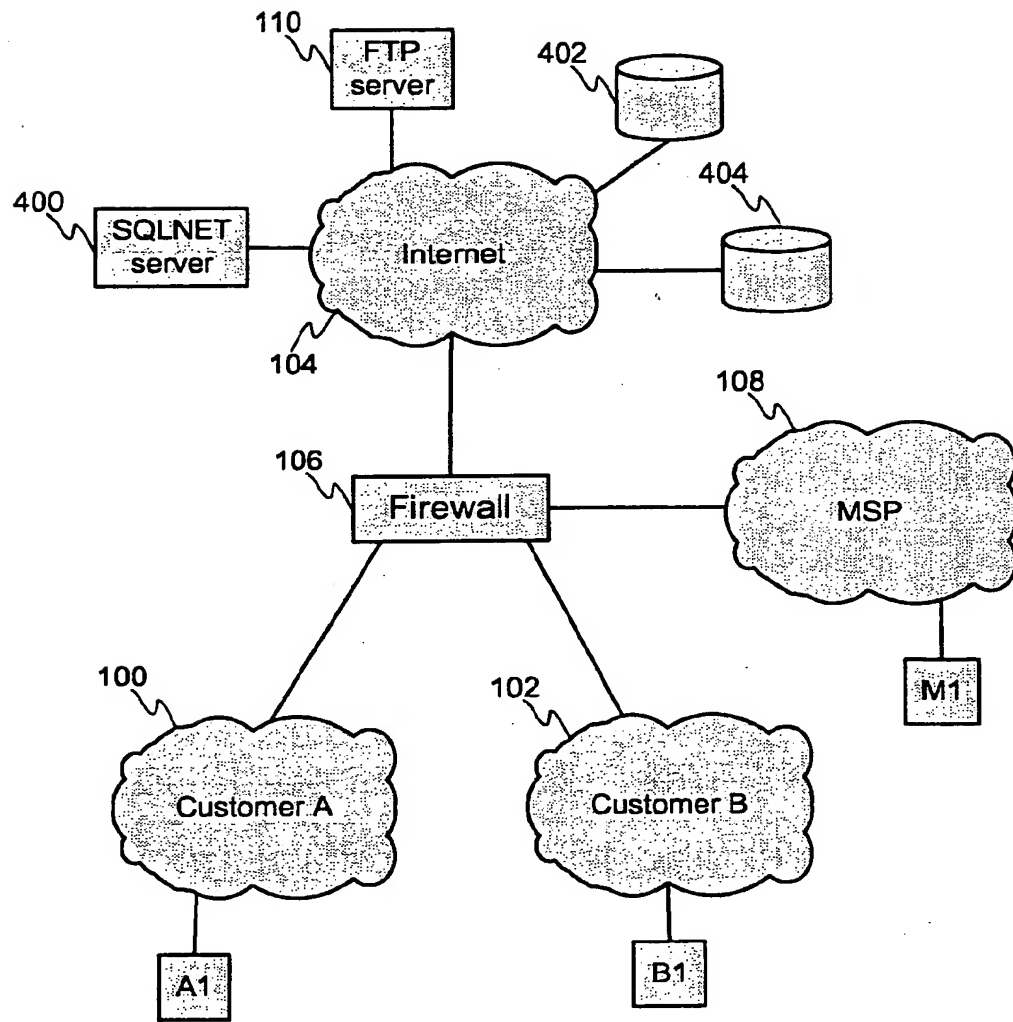 110
FTP
server
402
400
SQLNET
server
404
Internet
104
108
106
Firewall
MSP
100
102
M1
Customer A
Customer B
A1
B1